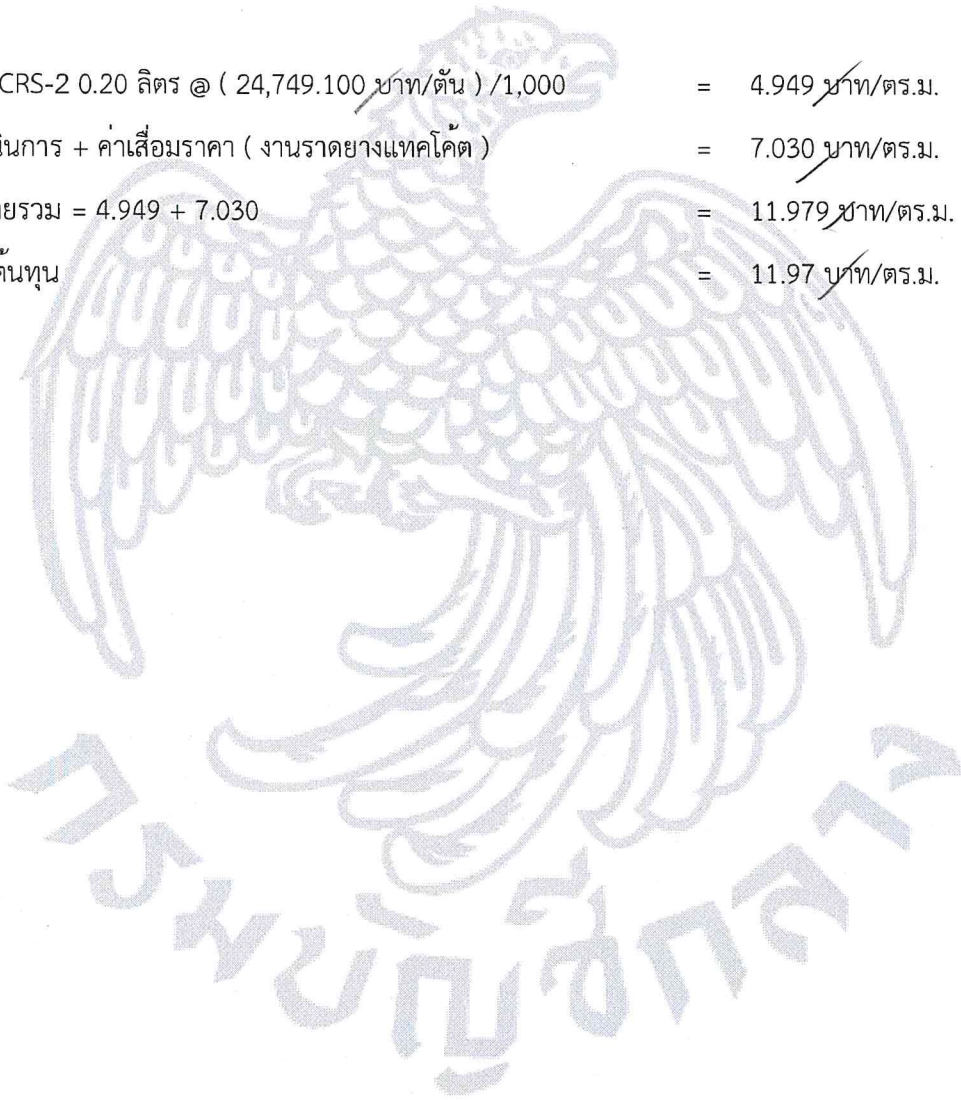 CRS-2 0.20 ลิตร @ ( 24,749.100 บาท/ตัน ) /1,000 = 4.949 บาท/ตร.ม.
นินการ + ค่าเสื่อมราคา ( งานราดยางแทคโค้ต ) = 7.030 บาท/ตร.ม.
ายรวม = 4.949 + 7.030 = 11.979 บาท/ตร.ม.
ต้นทุน = 11.97 บาท/ตร.ม.
กรมบัญชีกลาง